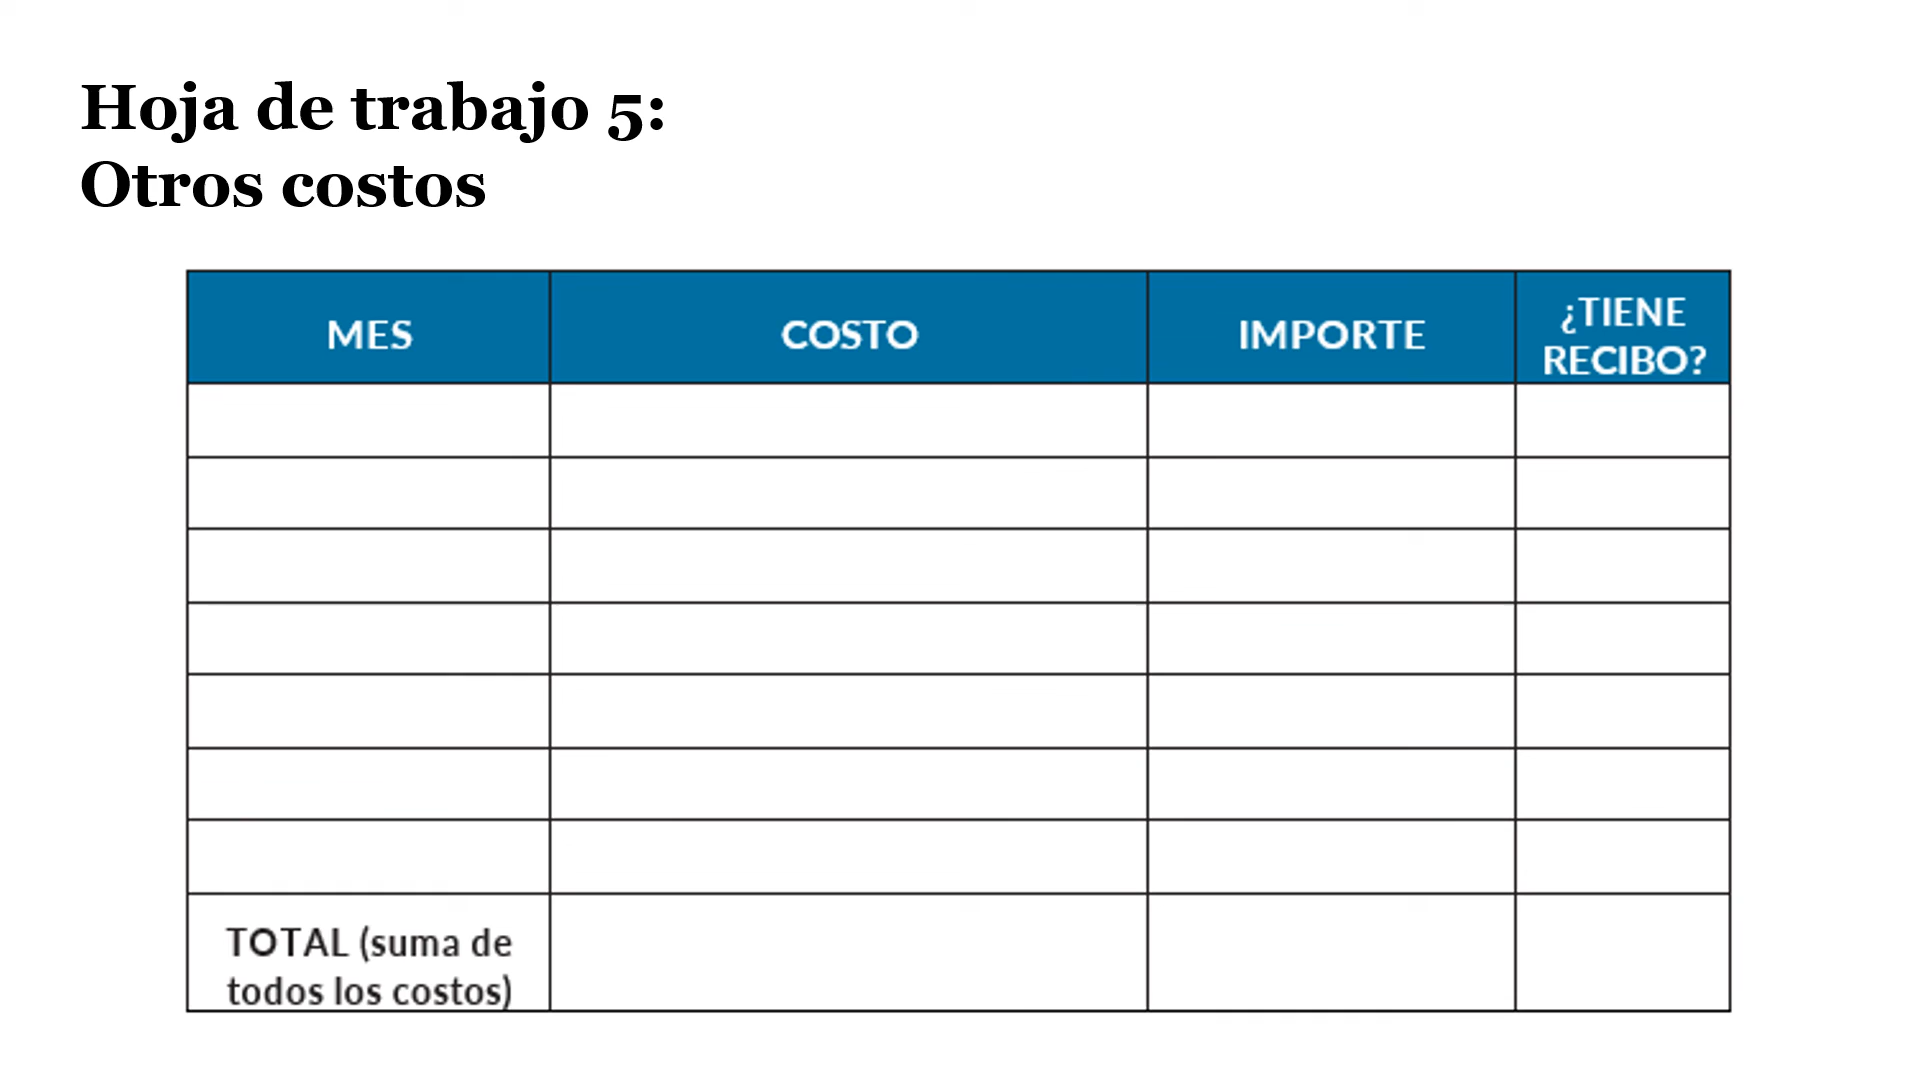 Hoja de trabajo 5:
Otros costos
MES
COSTO
IMPORTE
¿TIENE
RECIBO?
TOTAL (suma de
todos los costos)